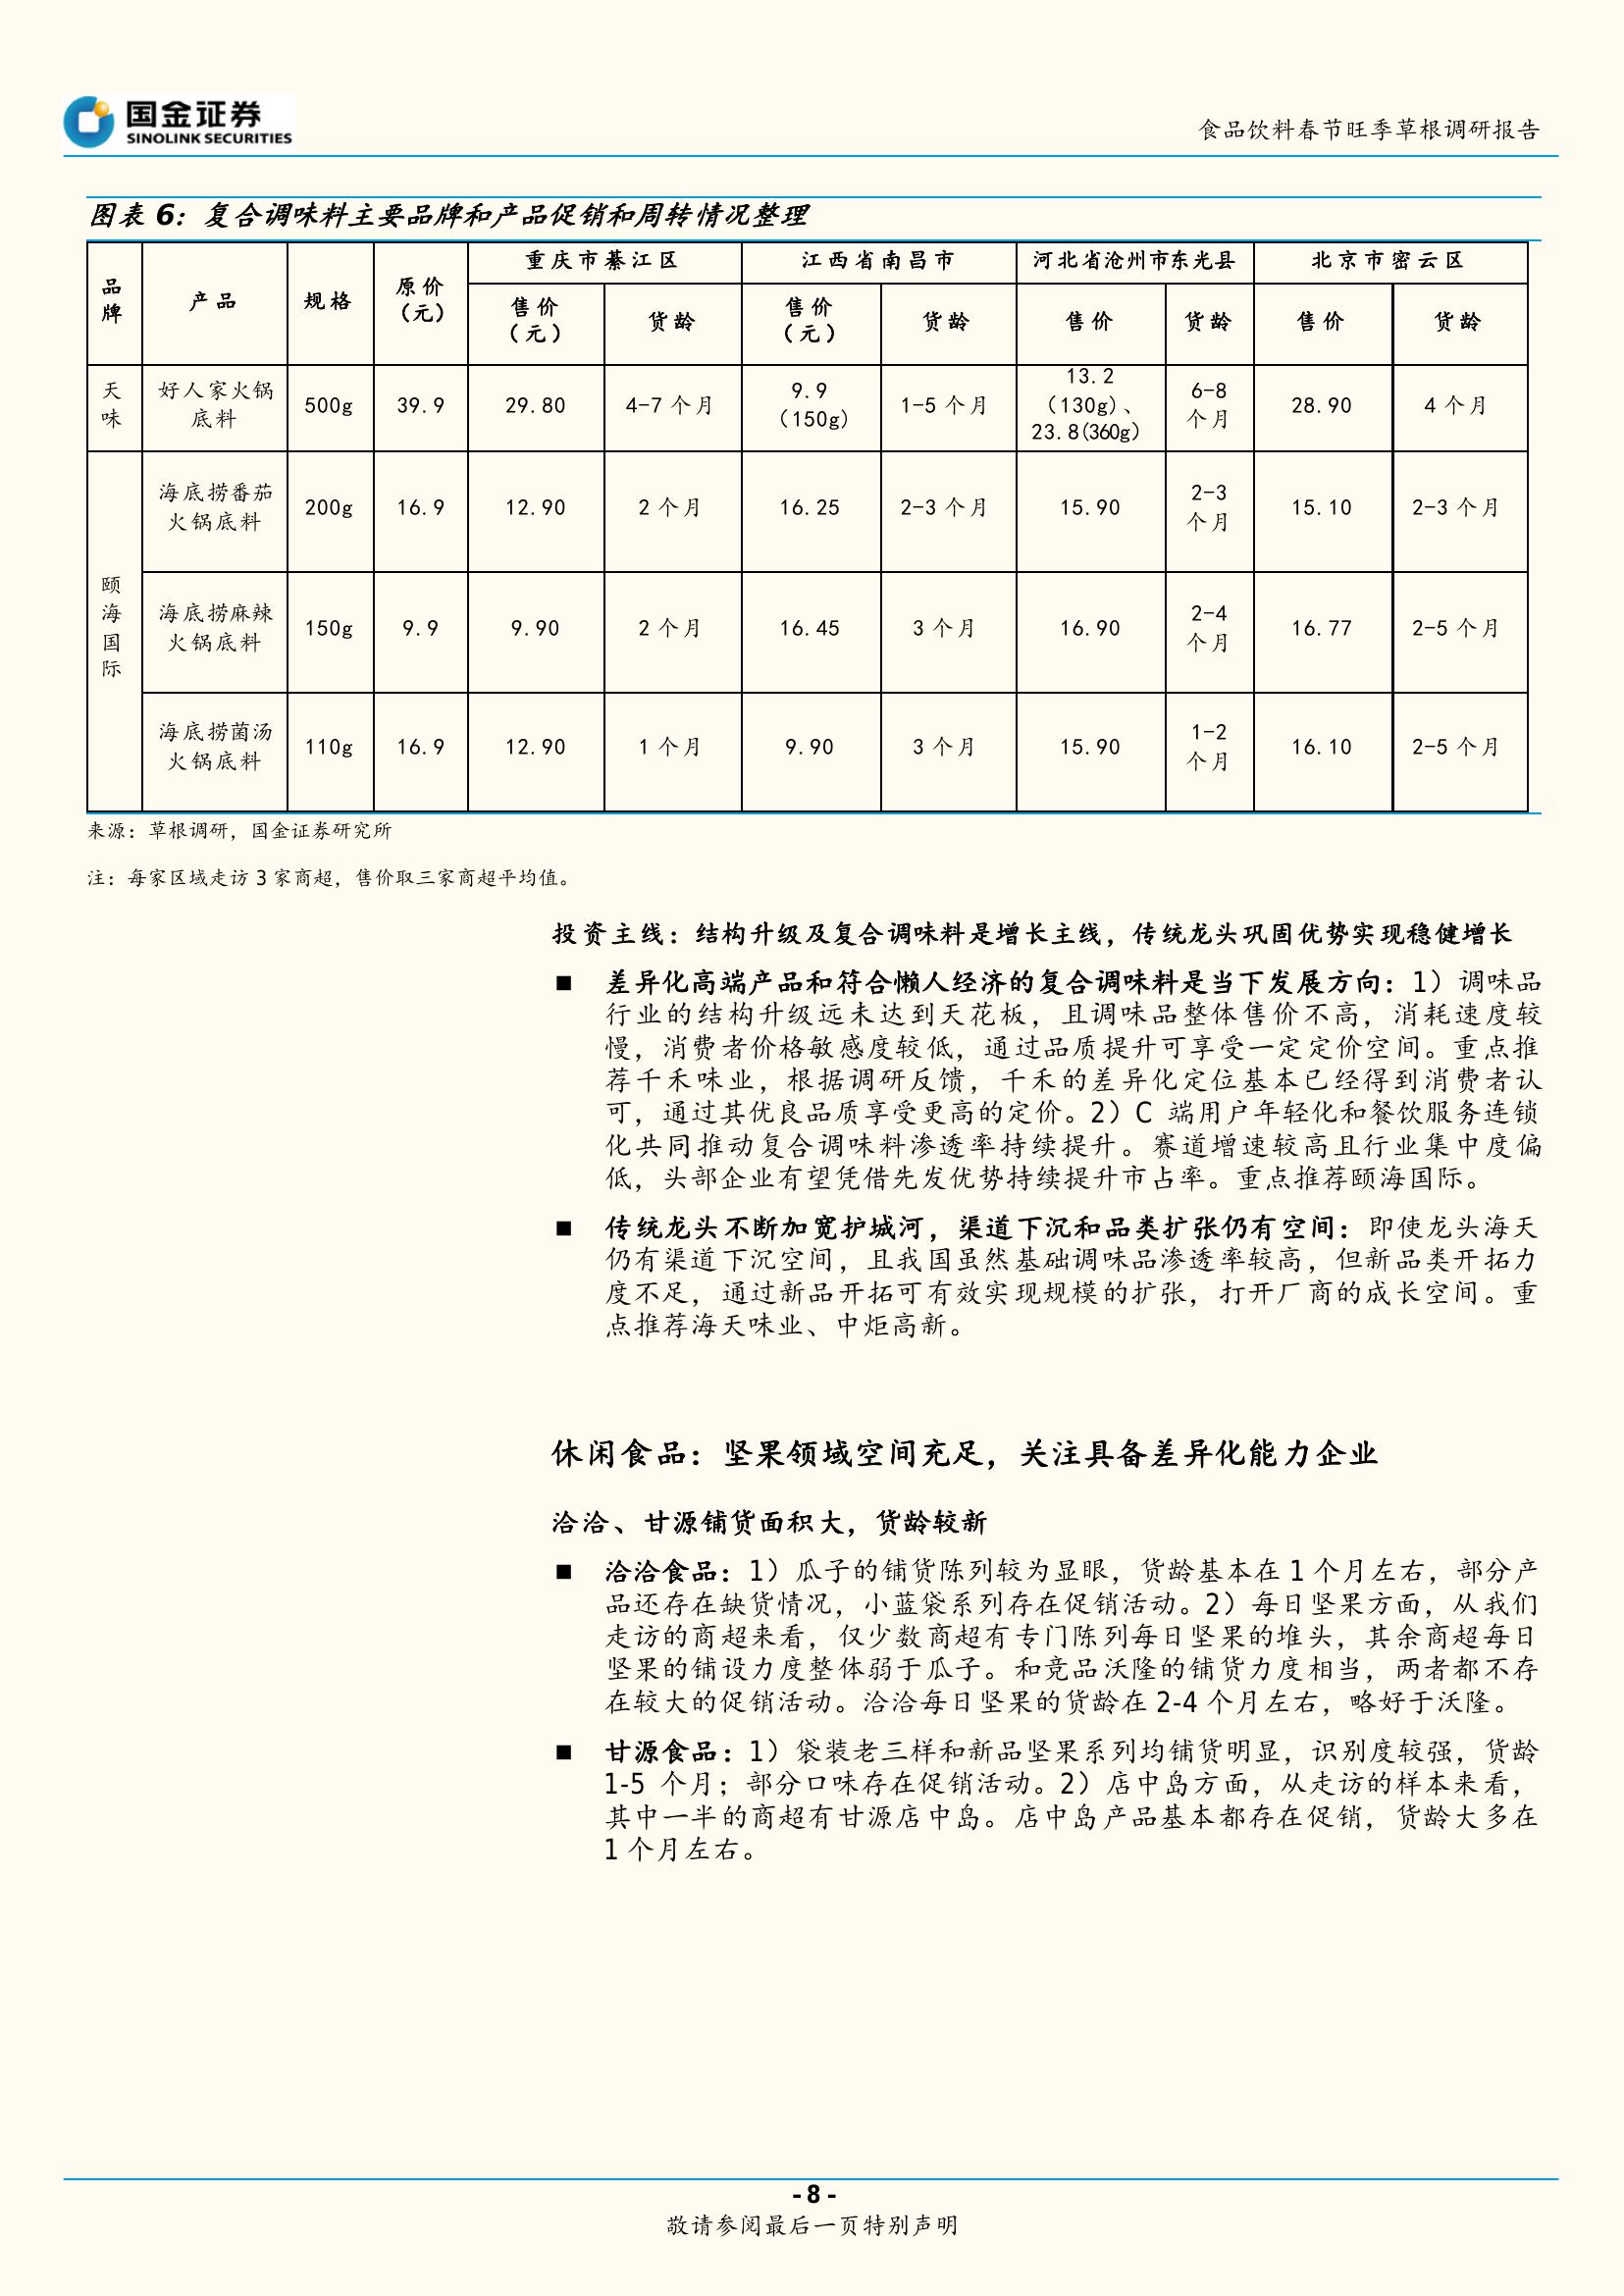 国金证券
SINOLINK SECURITIES
食品饮料春节旺季草根调研报告
图表 6：复合调味料主要品牌和产品促销和周转情况整理
品牌 产品 规格 原价（元） 重庆市綦江区 江西省南昌市 河北省沧州市东光县 北京市密云区
售价（元） 货龄 售价（元） 货龄 售价 货龄 售价 货龄
天味 好人家火锅底料 500g 39.9 29.80 4-7 个月 9.9（150g) 1-5 个月 13.2（130g)、23.8(360g) 6-8个月 28.90 4 个月
颐海国际 海底捞番茄火锅底料 200g 16.9 12.90 2 个月 16.25 2-3 个月 15.90 2-3个月 15.10 2-3 个月
海底捞麻辣火锅底料 150g 9.9 9.90 2 个月 16.45 3 个月 16.90 2-4个月 16.77 2-5 个月
海底捞菌汤火锅底料 110g 16.9 12.90 1 个月 9.90 3 个月 15.90 1-2个月 16.10 2-5 个月
来源：草根调研，国金证券研究所
注：每家区域走访 3 家商超，售价取三家商超平均值。
投资主线：结构升级及复合调味料是增长主线，传统龙头巩固优势实现稳健增长
■ 差异化高端产品和符合懒人经济的复合调味料是当下发展方向：1）调味品
行业的结构升级远未达到天花板，且调味品整体售价不高，消耗速度较
慢，消费者价格敏感度较低，通过品质提升可享受一定定价空间。重点推
荐千禾味业，根据调研反馈，千禾的差异化定位基本已经得到消费者认
可，通过其优良品质享受更高的定价。2）C 端用户年轻化和餐饮服务连锁
化共同推动复合调味料渗透率持续提升。赛道增速较高且行业集中度偏
低，头部企业有望凭借先发优势持续提升市占率。重点推荐颐海国际。
■ 传统龙头不断加宽护城河，渠道下沉和品类扩张仍有空间：即使龙头海天
仍有渠道下沉空间，且我国虽然基础调味品渗透率较高，但新品类开拓力
度不足，通过新品开拓可有效实现规模的扩张，打开厂商的成长空间。重
点推荐海天味业、中炬高新。
休闲食品：坚果领域空间充足，关注具备差异化能力企业
洽洽、甘源铺货面积大，货龄较新
■ 洽洽食品：1）瓜子的铺货陈列较为显眼，货龄基本在 1 个月左右，部分产
品还存在缺货情况，小蓝袋系列存在促销活动。2）每日坚果方面，从我们
走访的商超来看，仅少数商超有专门陈列每日坚果的堆头，其余商超每日
坚果的铺设力度整体弱于瓜子。和竞品沃隆的铺货力度相当，两者都不存
在较大的促销活动。洽洽每日坚果的货龄在 2-4 个月左右，略好于沃隆。
■ 甘源食品：1）袋装老三样和新品坚果系列均铺货明显，识别度较强，货龄
1-5 个月；部分口味存在促销活动。2）店中岛方面，从走访的样本来看，
其中一半的商超有甘源店中岛。店中岛产品基本都存在促销，货龄大多在
1 个月左右。
- 8 -
敬请参阅最后一页特别声明